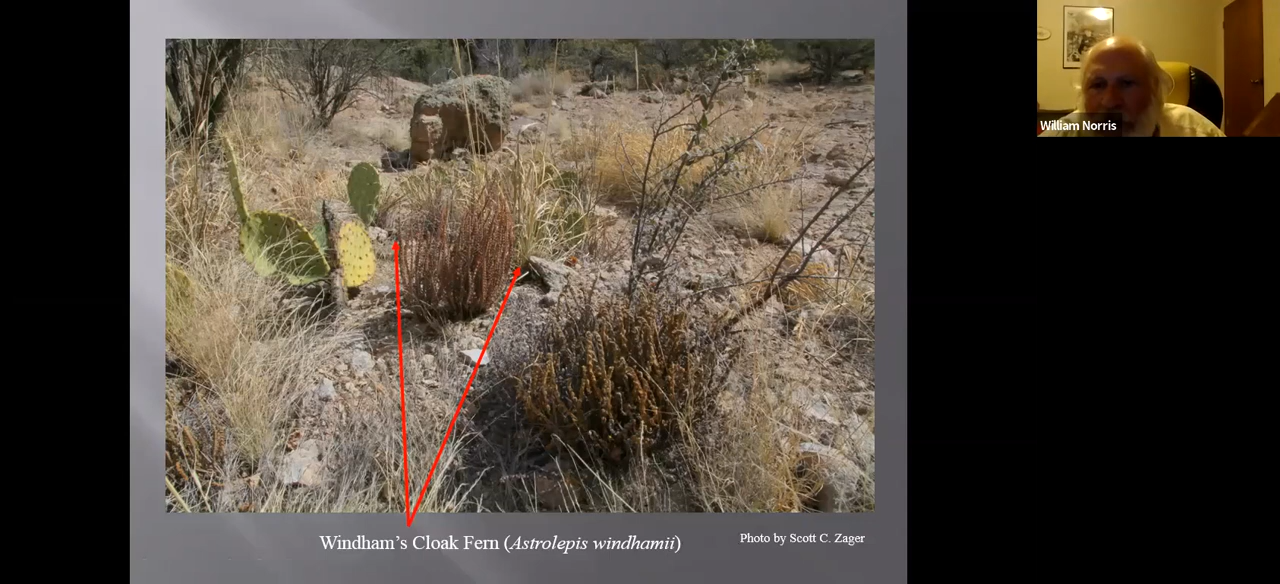 William Norris
Windham’s Cloak Fern (Astrolepis windhamii)
Photo by Scott C. Zager